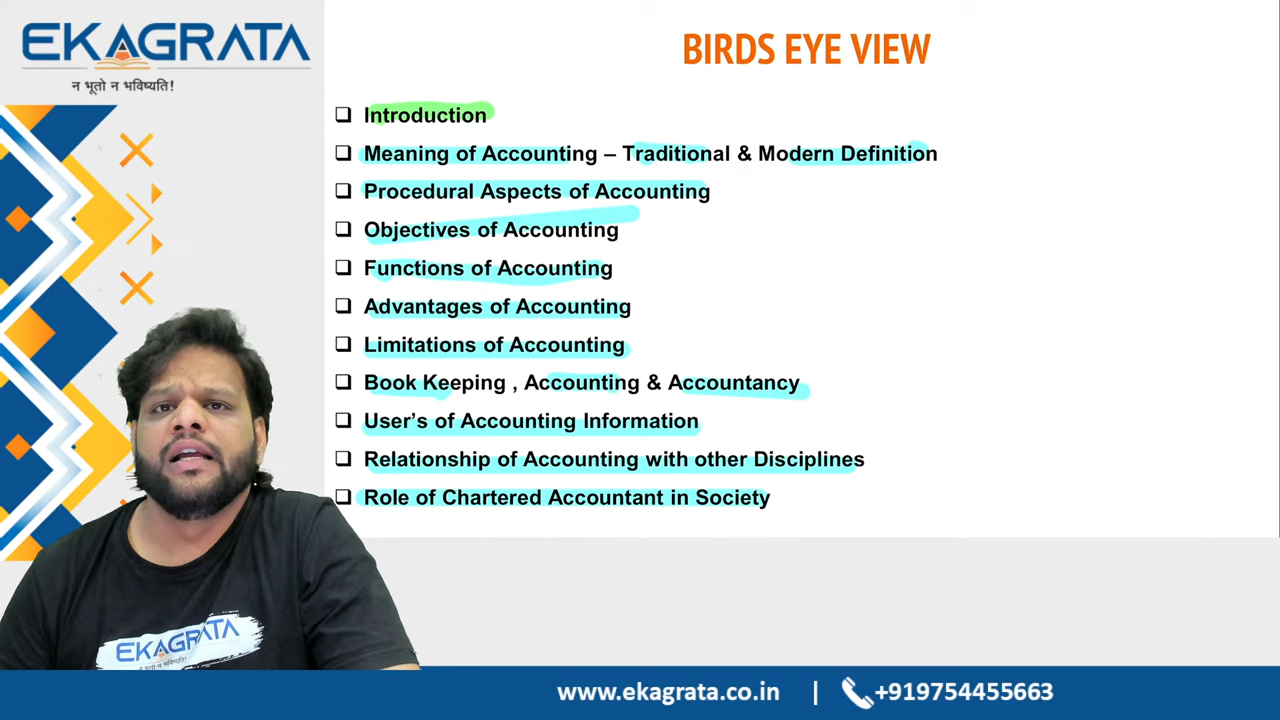 EKAGRATA
न भूतो न भविष्यति!
BIRDS EYE VIEW
❑ Introduction
❑ Meaning of Accounting – Traditional & Modern Definition
❑ Procedural Aspects of Accounting
❑ Objectives of Accounting
❑ Functions of Accounting
❑ Advantages of Accounting
❑ Limitations of Accounting
❑ Book Keeping , Accounting & Accountancy
❑ User’s of Accounting Information
❑ Relationship of Accounting with other Disciplines
❑ Role of Chartered Accountant in Society
EKAGRATA
न भूतो न भविष्यति!
www.ekagrata.co.in | +919754455663